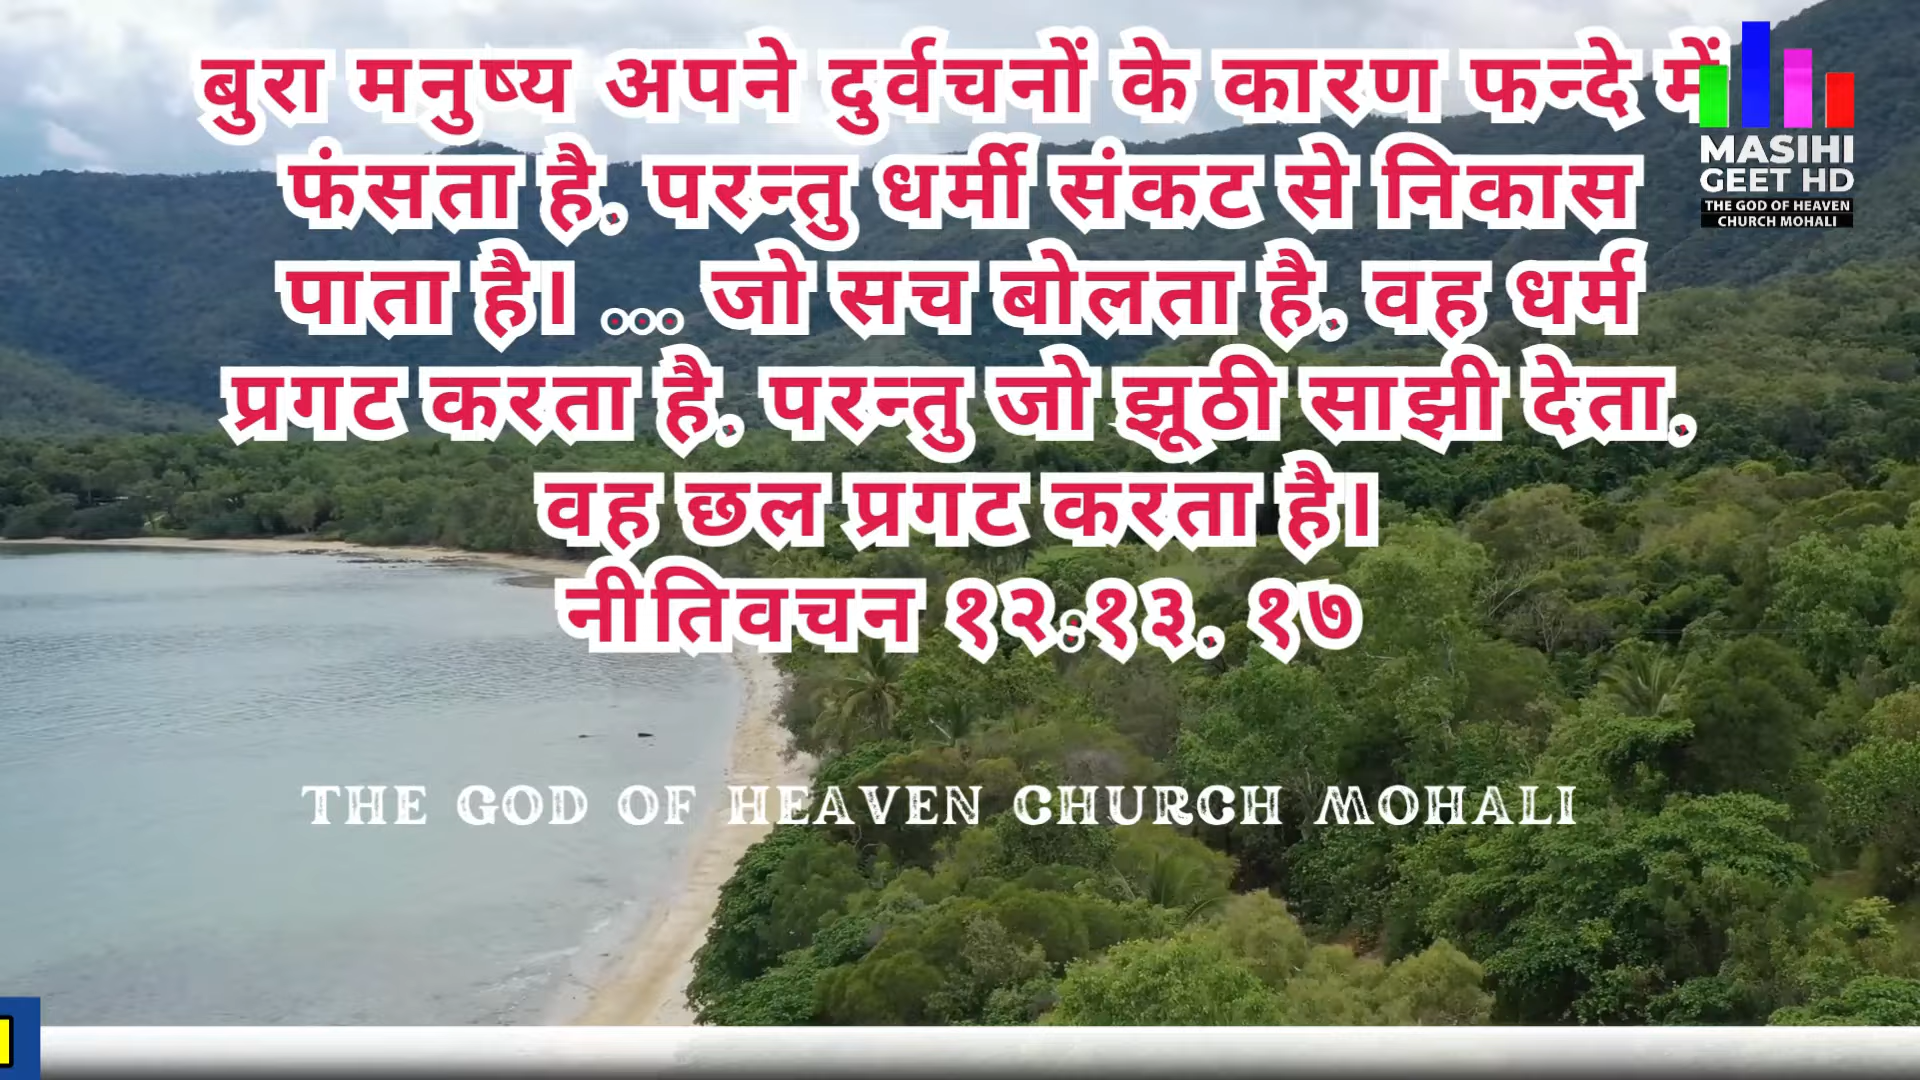 बुरा मनुष्य अपने दुर्वचनों के कारण फन्दे में
फंसता है, परन्तु धर्मी संकट से निकास
पाता है। ... जो सच बोलता है, वह धर्म
प्रगट करता है, परन्तु जो झूठी साझी देता,
वह छल प्रगट करता है।
नीतिवचन १२:१३, १७
MASIHI
GEET HD
THE GOD OF HEAVEN
CHURCH MOHALI
THE GOD OF HEAVEN CHURCH MOHALI